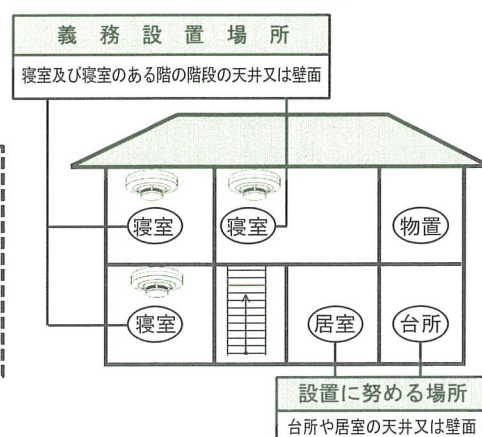 義務設置場所
寝室及び寝室のある階の階段の天井又は壁面
寝室
寝室
物置
寝室
居室
台所
設置に努める場所
台所や居室の天井又は壁面